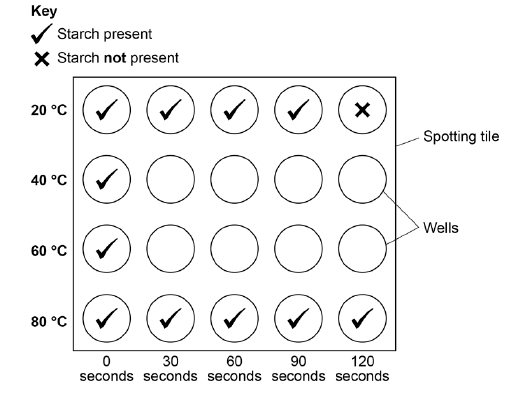 Key
✓ Starch present
✗ Starch not present
20 °C
Spotting tile
40 °C
Wells
60 °C
80 °C
0 seconds
30 seconds
60 seconds
90 seconds
120 seconds